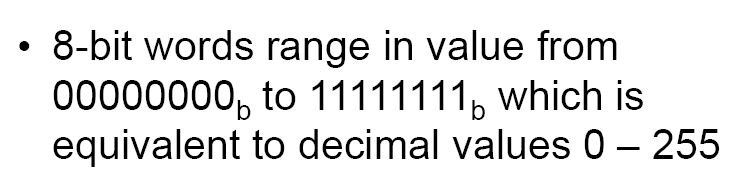 • 8-bit words range in value from
00000000b to 11111111b which is
equivalent to decimal values 0 – 255